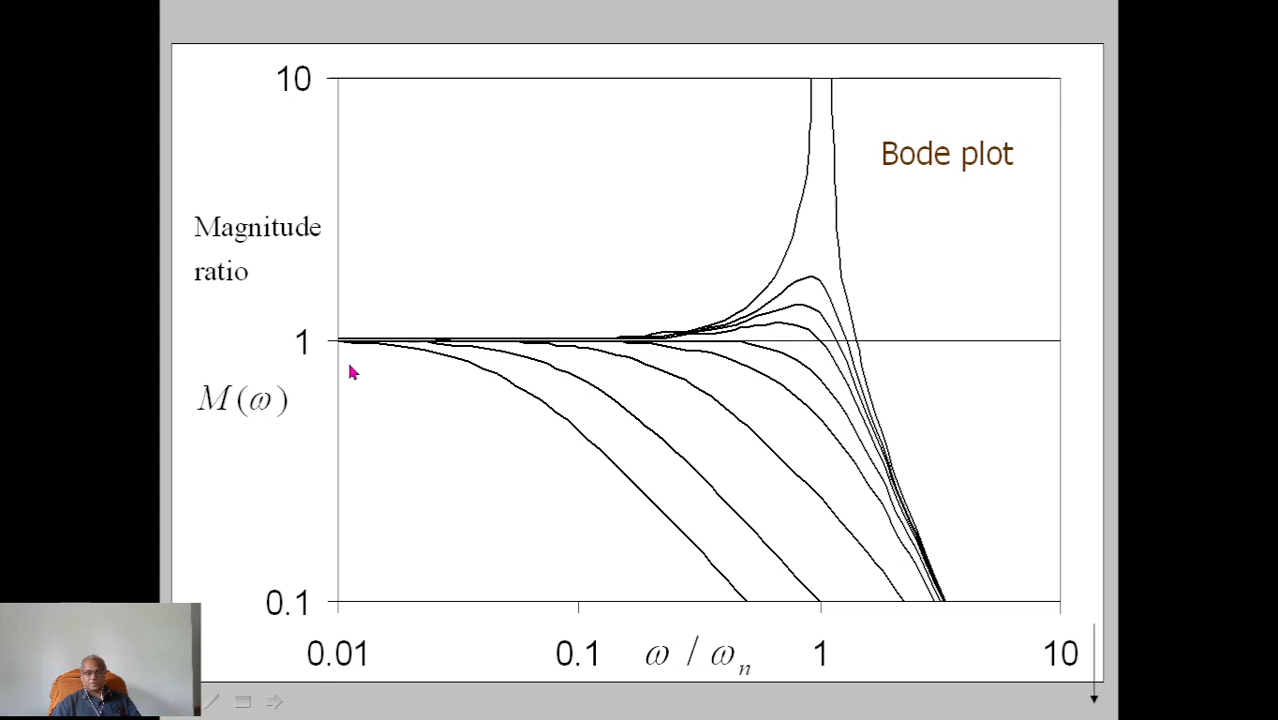 10
Bode plot
Magnitude
ratio
1
M(ω)
0.1
0.01
0.1
ω / ωₙ
1
10